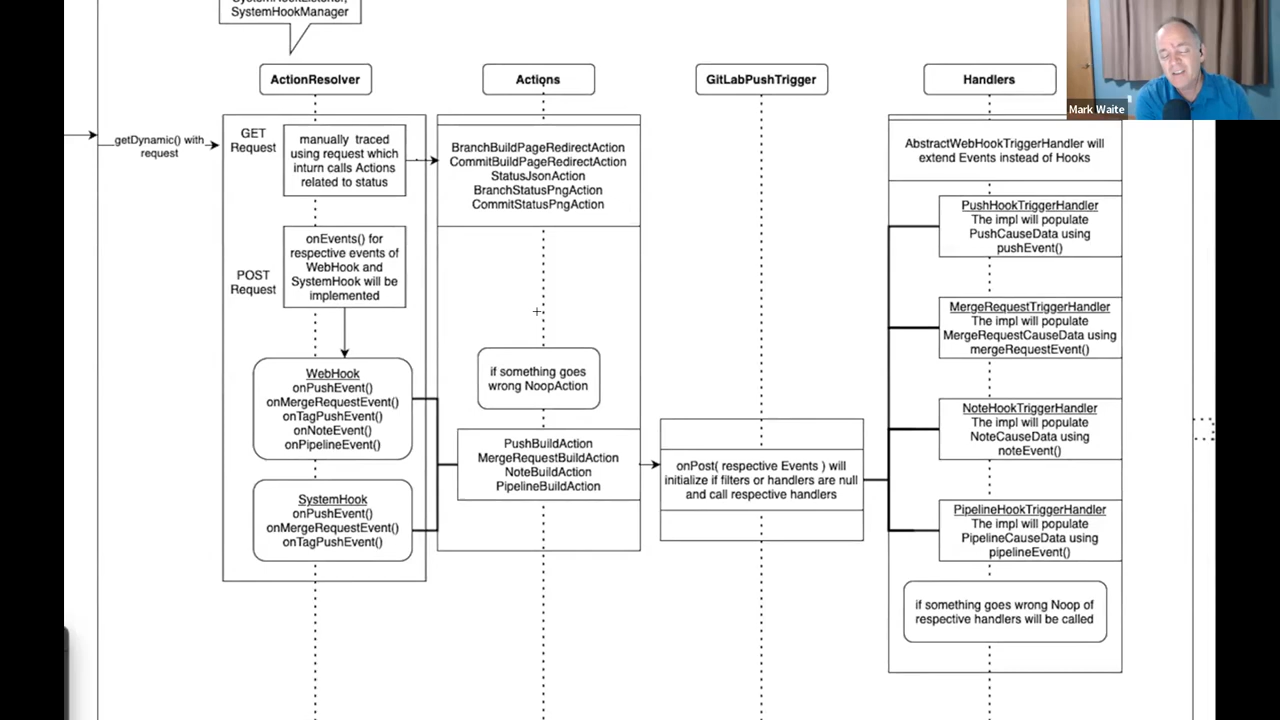 SystemHookListener,
SystemHookManager
Mark Waite
ActionResolver
Actions
GitLabPushTrigger
Handlers
getDynamic() with
request
GET
Request
manually traced
using request which
inturn calls Actions
related to status
POST
Request
onEvents() for
respective events of
WebHook and
SystemHook will be
implemented
WebHook
onPushEvent()
onMergeRequestEvent()
onTagPushEvent()
onNoteEvent()
onPipelineEvent()
SystemHook
onPushEvent()
onMergeRequestEvent()
onTagPushEvent()
BranchBuildPageRedirectAction
CommitBuildPageRedirectAction
StatusJsonAction
BranchStatusPngAction
CommitStatusPngAction
if something goes
wrong NoopAction
PushBuildAction
MergeRequestBuildAction
NoteBuildAction
PipelineBuildAction
onPost( respective Events ) will
initialize if filters or handlers are null
and call respective handlers
AbstractWebHookTriggerHandler will
extend Events instead of Hooks
PushHookTriggerHandler
The impl will populate
PushCauseData using
pushEvent()
MergeRequestTriggerHandler
The impl will populate
MergeRequestCauseData using
mergeRequestEvent()
NoteHookTriggerHandler
The impl will populate
NoteCauseData using
noteEvent()
PipelineHookTriggerHandler
The impl will populate
PipelineCauseData using
pipelineEvent()
if something goes wrong Noop of
respective handlers will be called